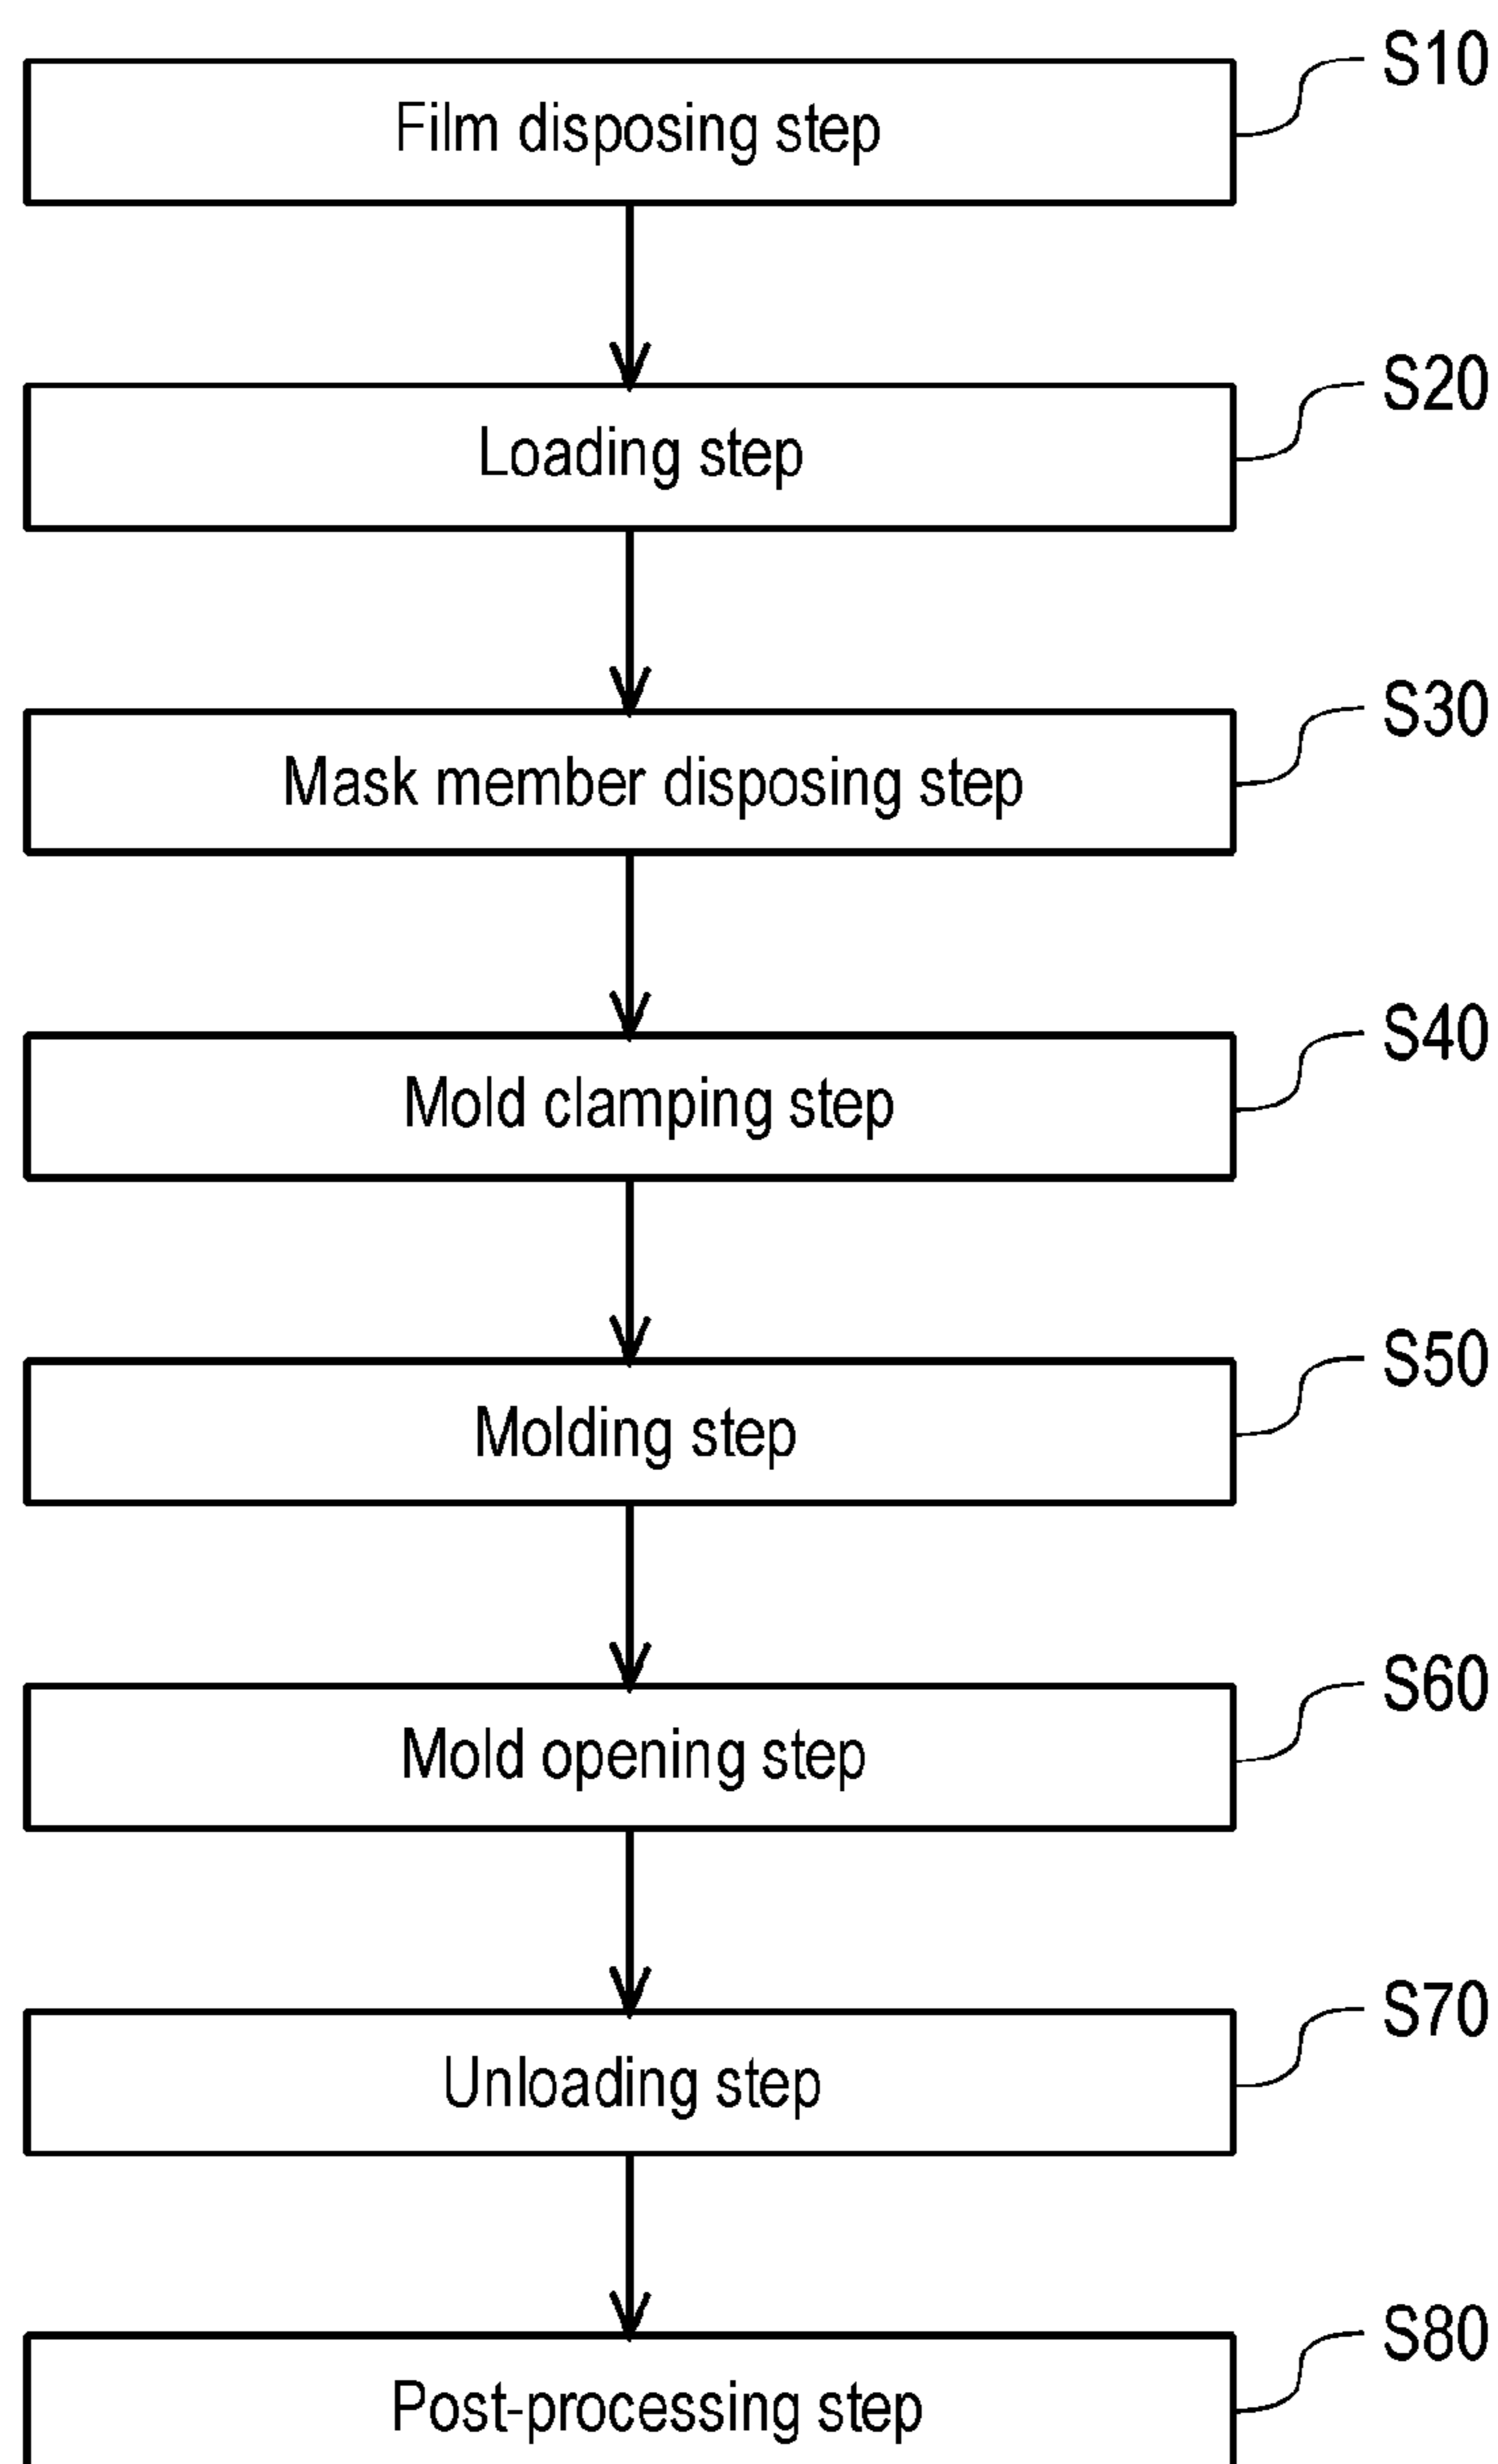 S10
Film disposing step
S20
Loading step
S30
Mask member disposing step
S40
Mold clamping step
S50
Molding step
S60
Mold opening step
S70
Unloading step
S80
Post-processing step